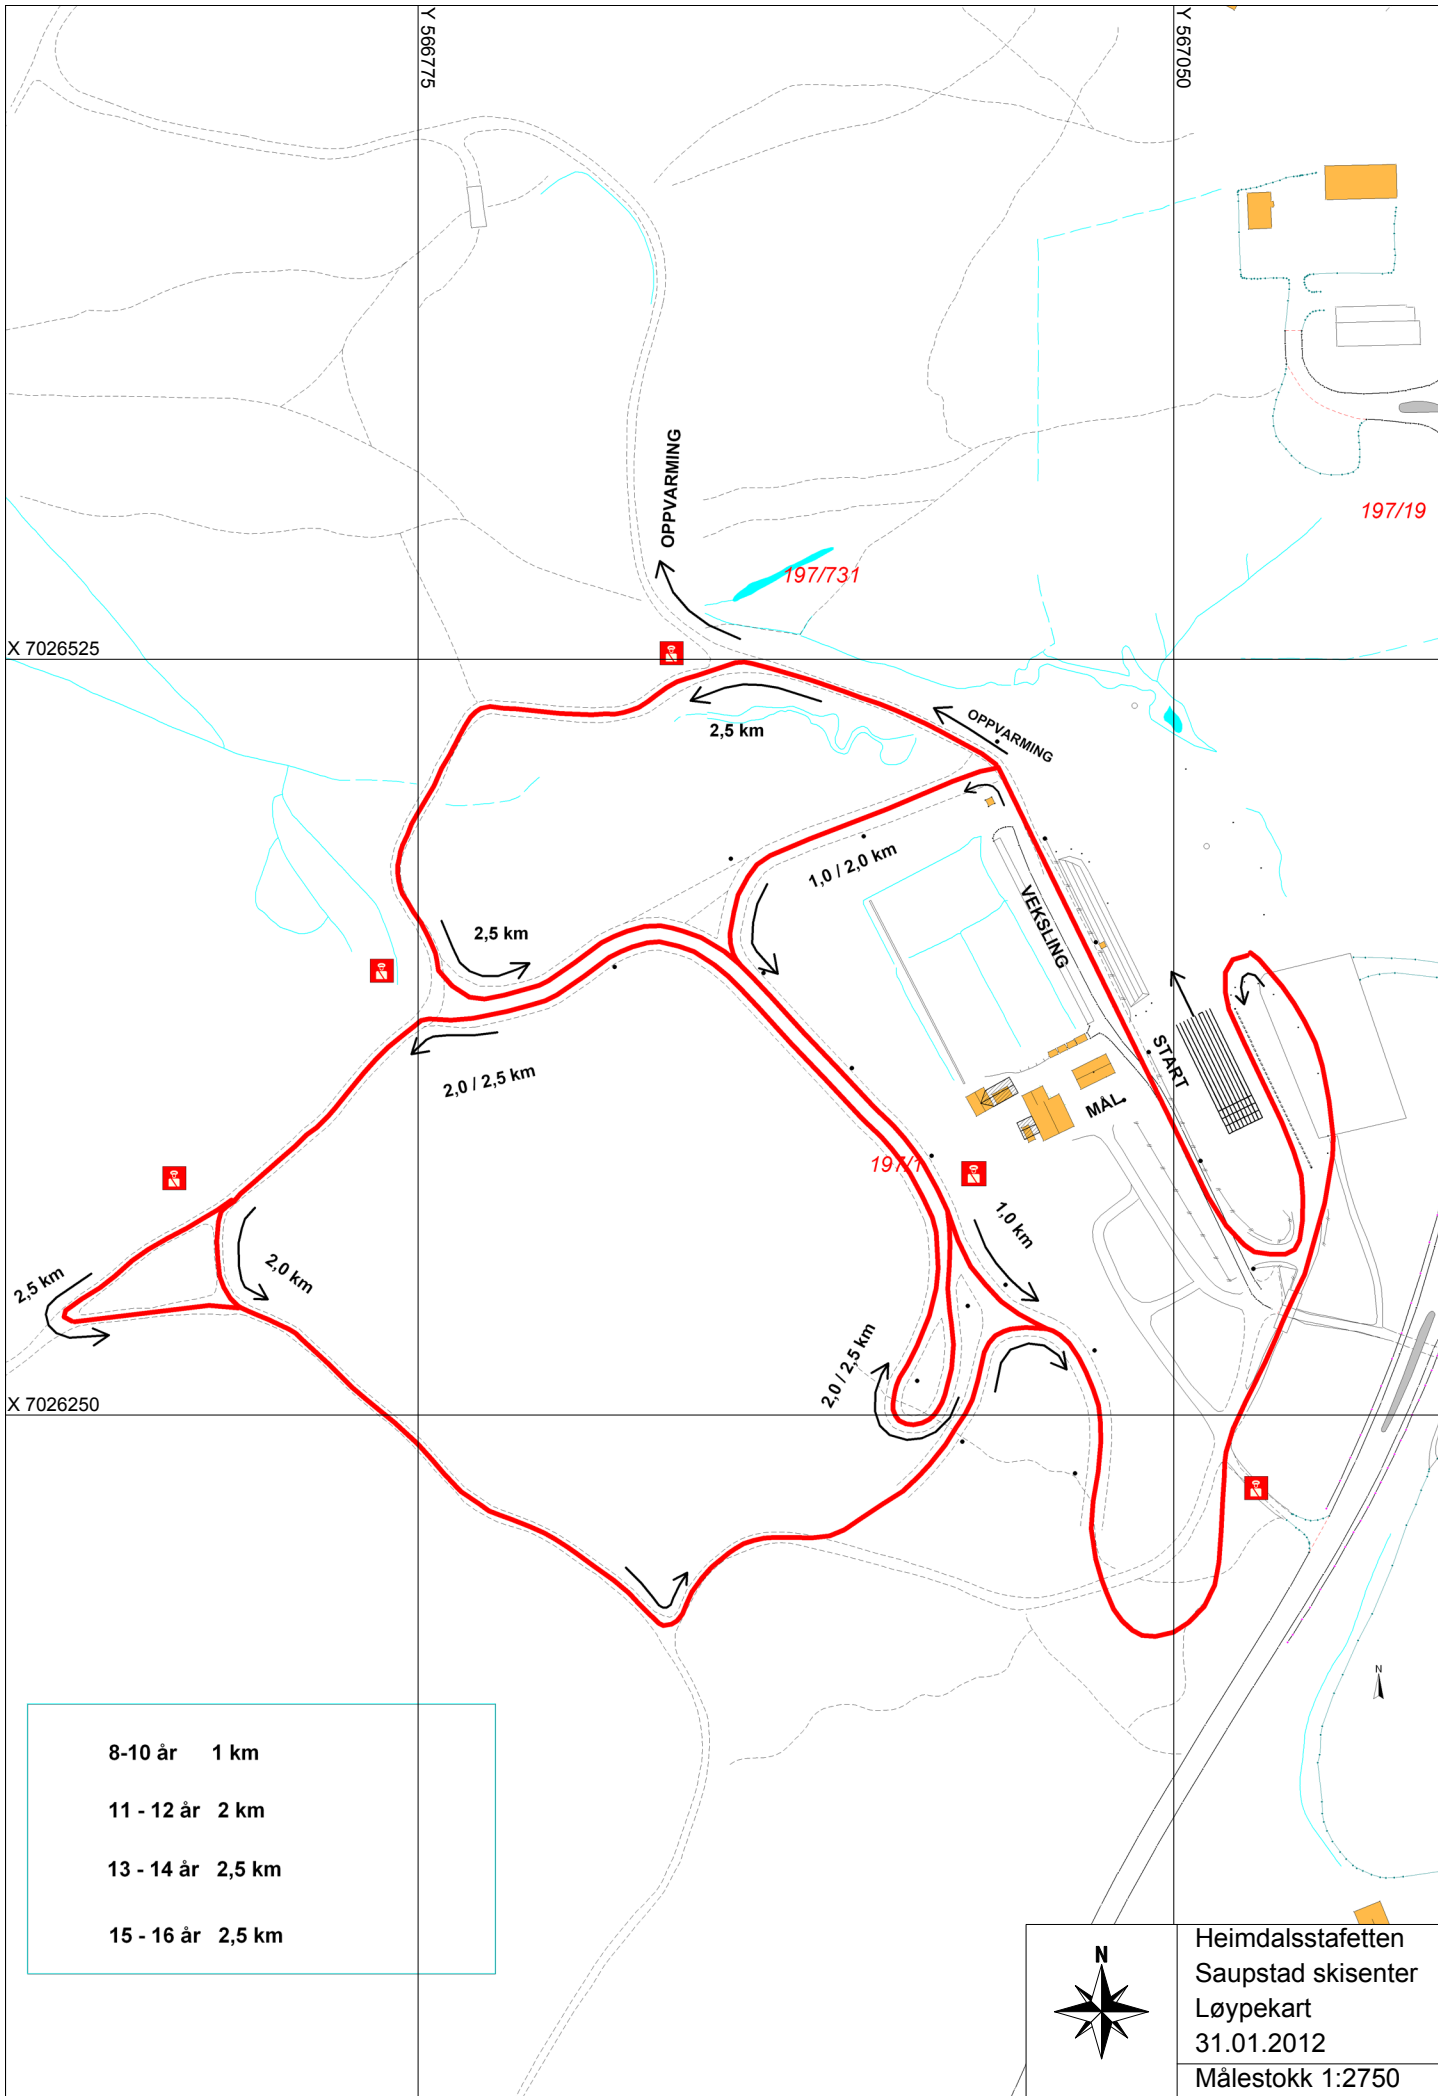 Y 566775
Y 567050
OPPVARMING
197/19
197/731
X 7026525
OPPVARMING
2,5 km
1,0 / 2,0 km
VEKSLING
2,5 km
START
2,0 / 2,5 km
MÅL
197/1
1,0 km
2,0 km
2,5 km
2,0 / 2,5 km
X 7026250
N
8-10 år 1 km
11 - 12 år 2 km
13 - 14 år 2,5 km
15 - 16 år 2,5 km
N
Heimdalsstafetten
Saupstad skisenter
Løypekart
31.01.2012
Målestokk 1:2750